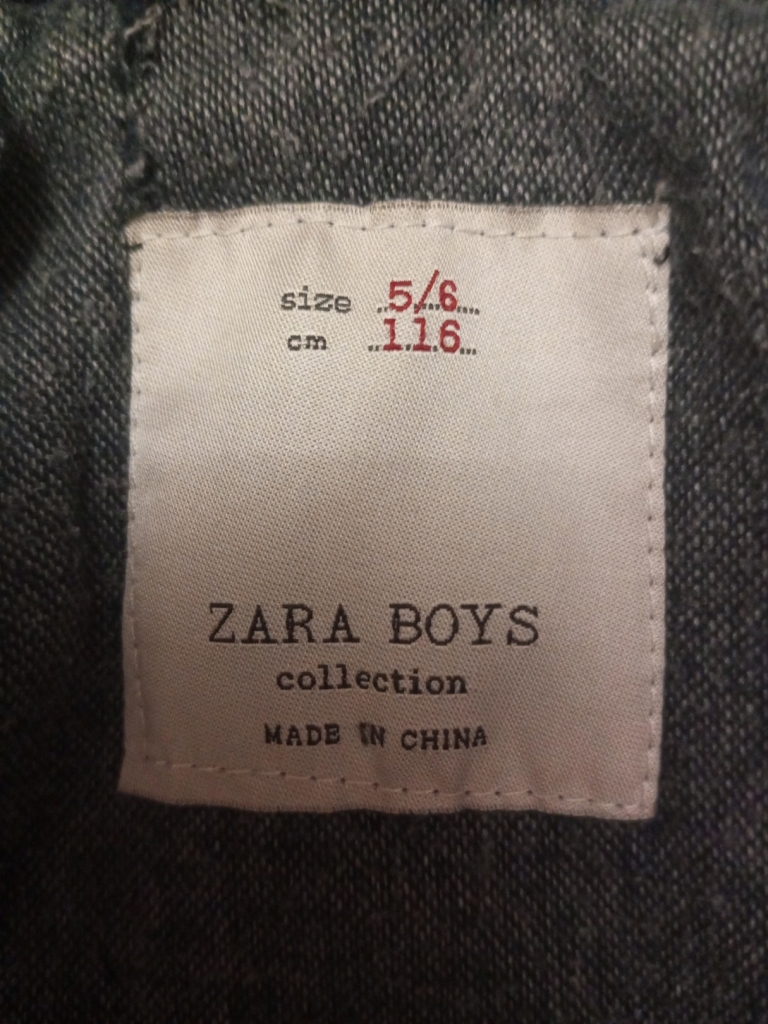 size 5/6
cm 116
ZARA BOYS
collection
MADE IN CHINA